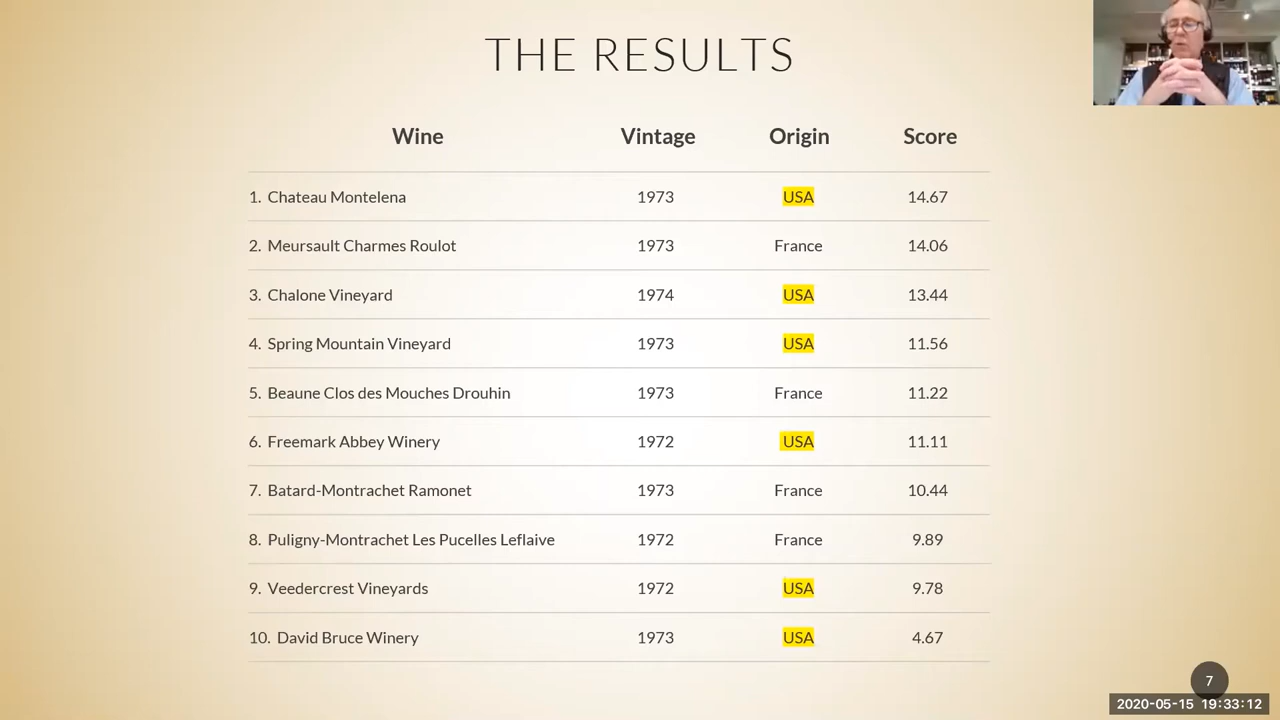 THE RESULTS
Wine Vintage Origin Score
1. Chateau Montelena 1973 USA 14.67
2. Meursault Charmes Roulot 1973 France 14.06
3. Chalone Vineyard 1974 USA 13.44
4. Spring Mountain Vineyard 1973 USA 11.56
5. Beaune Clos des Mouches Drouhin 1973 France 11.22
6. Freemark Abbey Winery 1972 USA 11.11
7. Batard-Montrachet Ramonet 1973 France 10.44
8. Puligny-Montrachet Les Pucelles Leflaive 1972 France 9.89
9. Veedercrest Vineyards 1972 USA 9.78
10. David Bruce Winery 1973 USA 4.67
7
2020-05-15 19:33:12